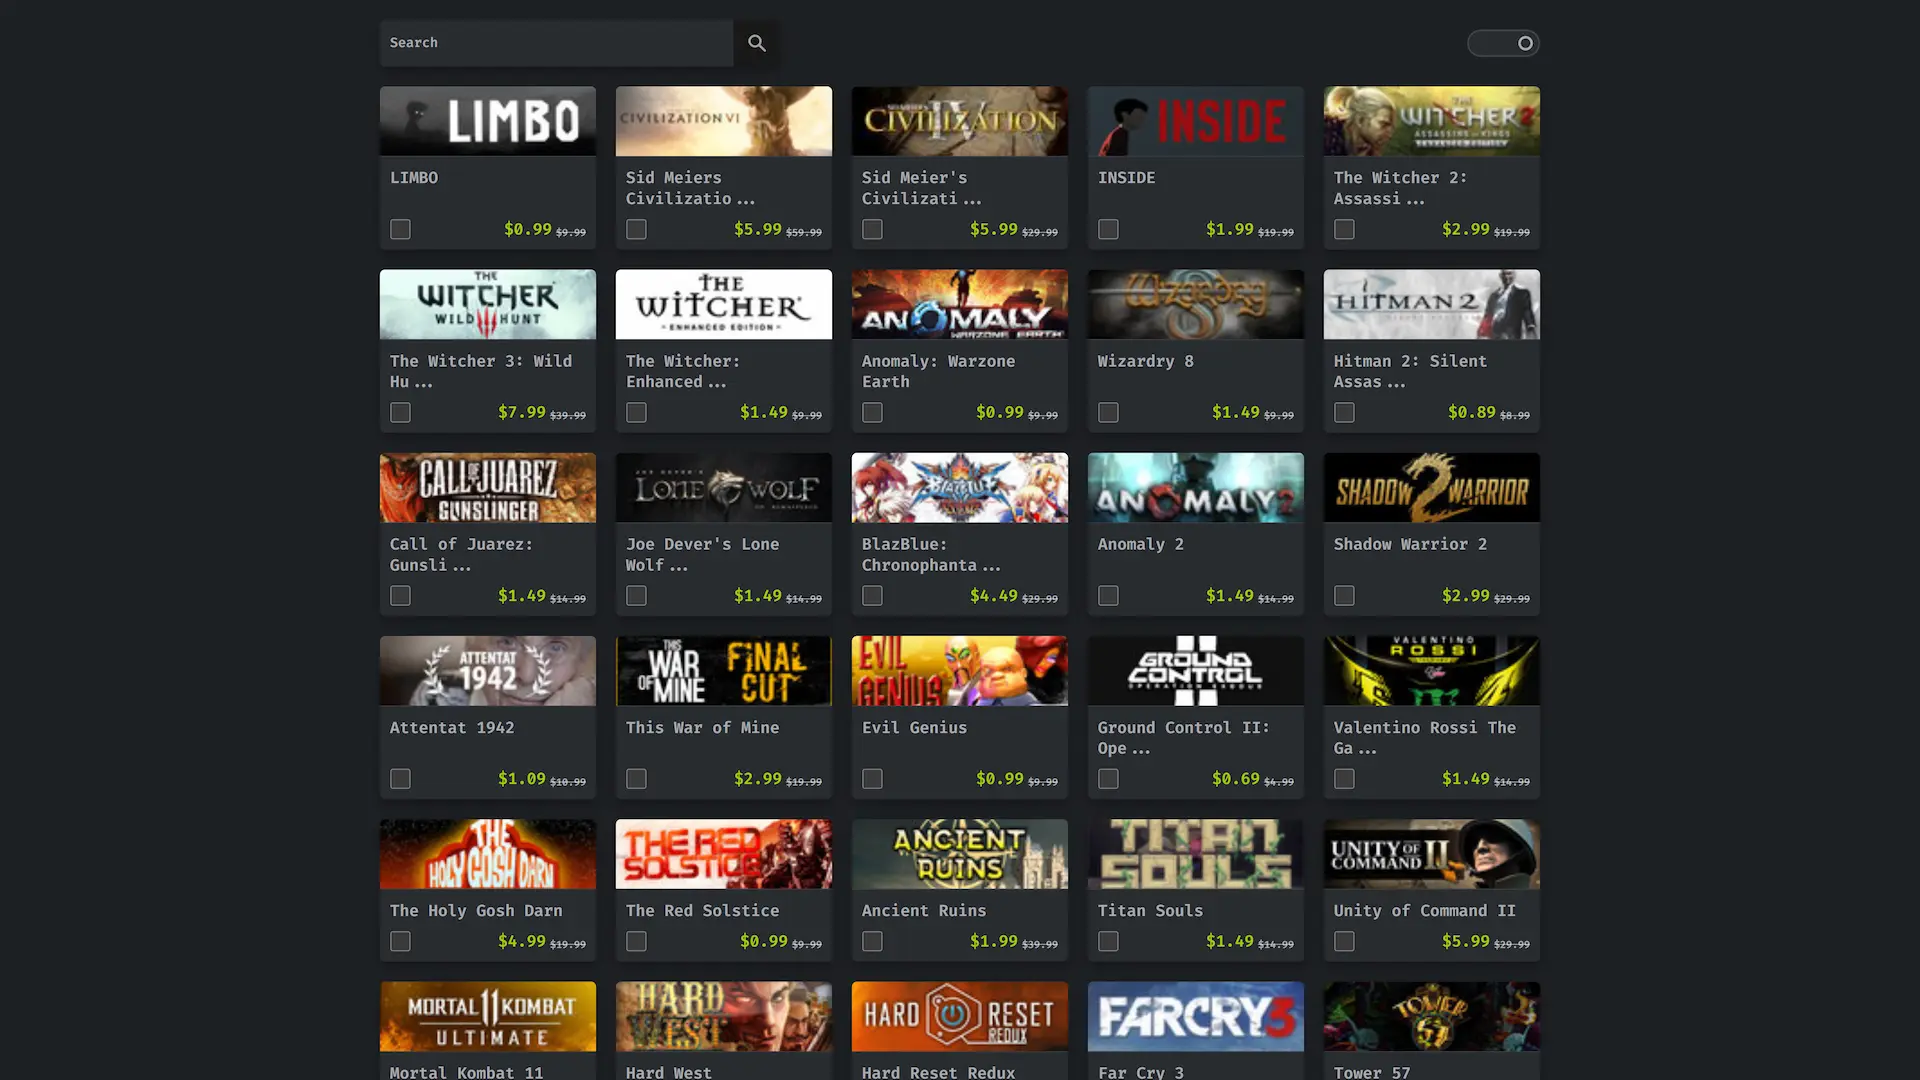 Search
LIMBO
CIVILIZATION VI
SID MEIER'S
CIVILIZATION
IV
INSIDE
THE
WITCHER 2
ASSASSINS OF KINGS
ENHANCED EDITION
LIMBO
$0.99 $9.99
Sid Meiers
Civilizatio ...
$5.99 $59.99
Sid Meier's
Civilizati ...
$5.99 $29.99
INSIDE
$1.99 $19.99
The Witcher 2:
Assassi ...
$2.99 $19.99
THE
WITCHER
WILD HUNT
THE
WITCHER
- ENHANCED EDITION -
ANOMALY
WARZONE EARTH
Wizardry
HITMAN 2
The Witcher 3: Wild
Hu ...
$7.99 $39.99
The Witcher:
Enhanced ...
$1.49 $9.99
Anomaly: Warzone
Earth
$0.99 $9.99
Wizardry 8
$1.49 $9.99
Hitman 2: Silent
Assas ...
$0.89 $8.99
CALL OF JUAREZ
GUNSLINGER
JOE DEVER'S
LONE WOLF
HD REMASTERED
BLAZBLUE
ANOMALY 2
SHADOW WARRIOR
2
Call of Juarez:
Gunsli ...
$1.49 $14.99
Joe Dever's Lone
Wolf ...
$1.49 $14.99
BlazBlue:
Chronophanta ...
$4.49 $29.99
Anomaly 2
$1.49 $14.99
Shadow Warrior 2
$2.99 $29.99
ATTENTAT
1942
THIS
WAR
OF MINE
FINAL
CUT
EVIL
GENIUS
GROUND
CONTROL
OPERATION EXODUS
II
VALENTINO
ROSSI
Attentat 1942
$1.09 $10.99
This War of Mine
$2.99 $19.99
Evil Genius
$0.99 $9.99
Ground Control II:
Ope ...
$0.69 $4.99
Valentino Rossi The
Ga ...
$1.49 $14.99
THE
HOLY GOSH DARN
THE RED
SOLSTICE
ANCIENT
RUINS
TITAN
SOULS
UNITY OF
COMMAND II
The Holy Gosh Darn
$4.99 $19.99
The Red Solstice
$0.99 $9.99
Ancient Ruins
$1.99 $39.99
Titan Souls
$1.49 $14.99
Unity of Command II
$5.99 $29.99
MORTAL KOMBAT
11
ULTIMATE
HARD
WEST
HARD RESET
REDUX
FARCRY 3
TOWER
57
Mortal Kombat 11
Hard West
Hard Reset Redux
Far Cry 3
Tower 57